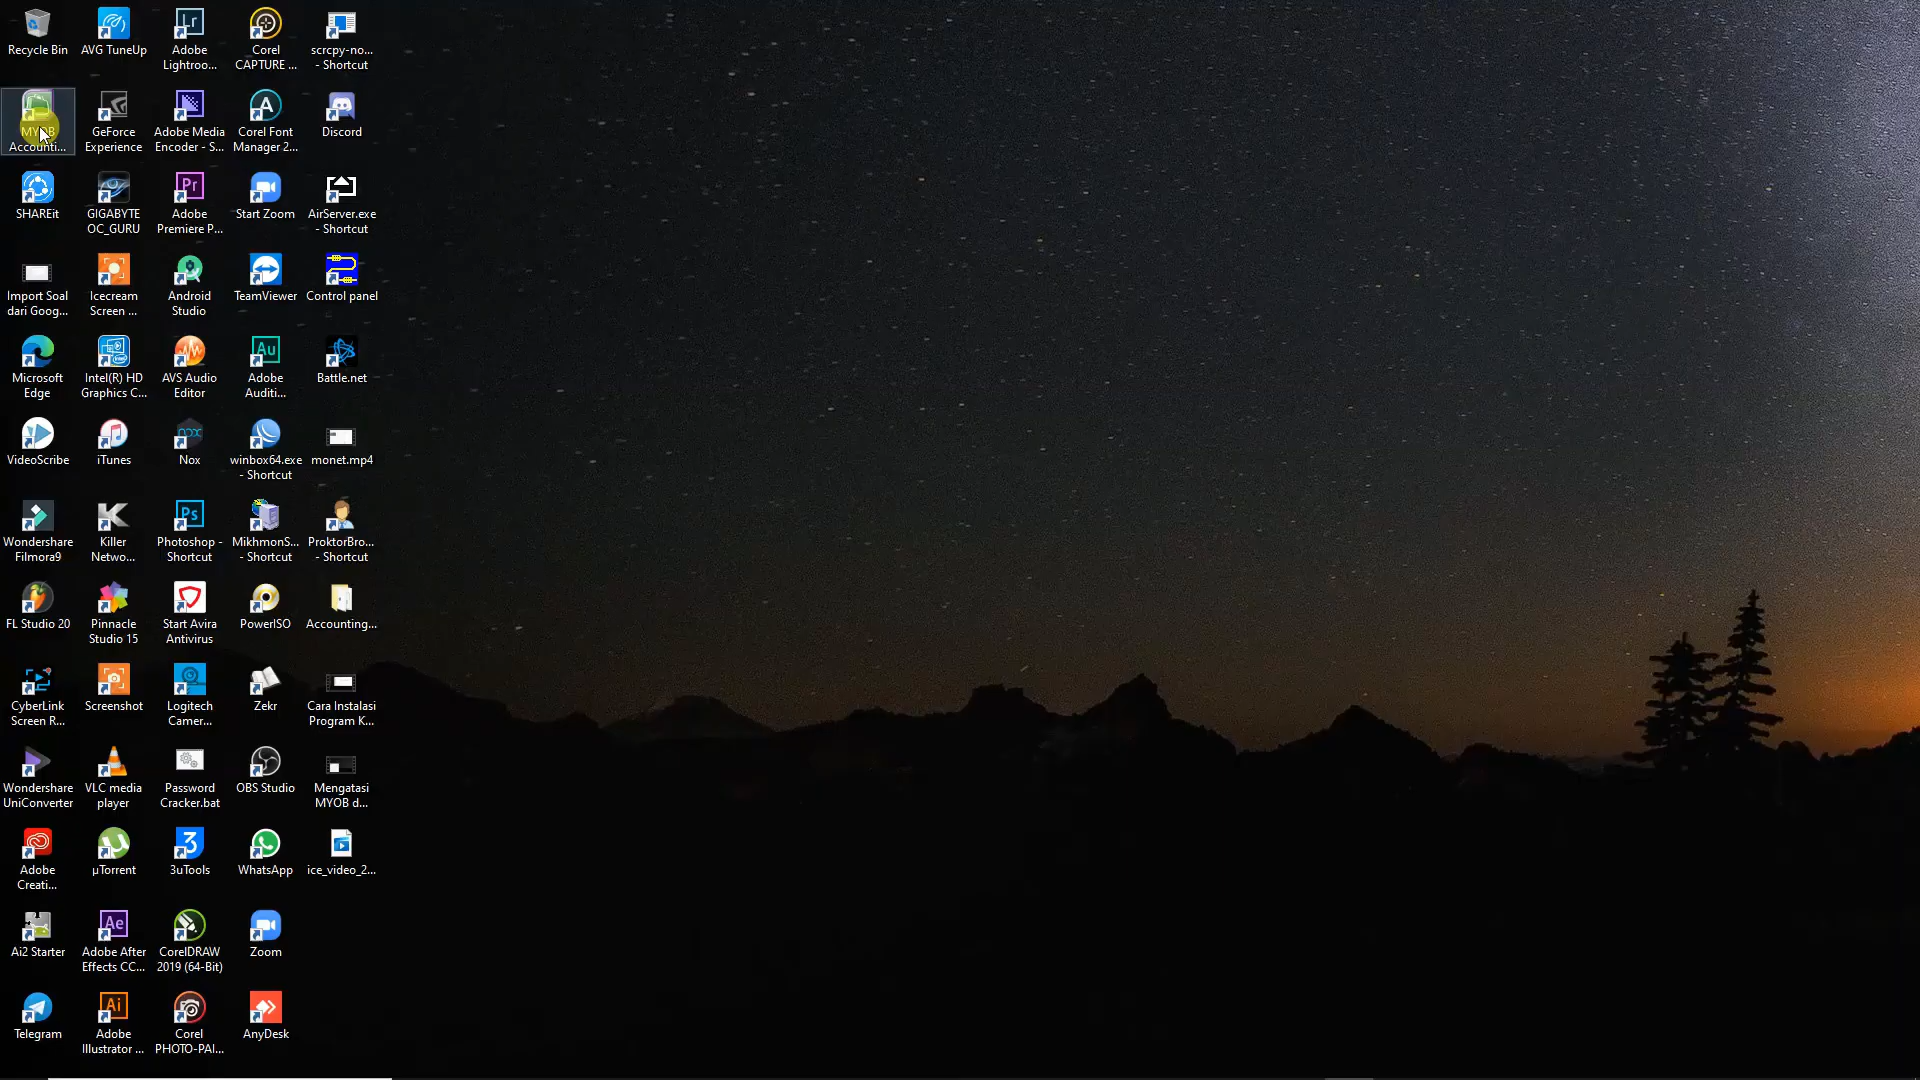 Recycle Bin
AVG TuneUp
Adobe
Lightroo...
Corel
CAPTURE ...
scrcpy-no...
- Shortcut
MYOB
Accounti...
GeForce
Experience
Adobe Media
Encoder - S...
Corel Font
Manager 2...
Discord
SHAREit
GIGABYTE
OC_GURU
Adobe
Premiere P...
Start Zoom
AirServer.exe
- Shortcut
Import Soal
dari Goog...
Icecream
Screen ...
Android
Studio
TeamViewer
Control panel
Microsoft
Edge
Intel(R) HD
Graphics C...
AVS Audio
Editor
Adobe
Auditi...
Battle.net
VideoScribe
iTunes
Nox
winbox64.exe
- Shortcut
monet.mp4
Wondershare
Filmora9
Killer
Netwo...
Photoshop -
Shortcut
MikhmonS...
- Shortcut
ProktorBro...
- Shortcut
FL Studio 20
Pinnacle
Studio 15
Start Avira
Antivirus
PowerISO
Accounting...
CyberLink
Screen R...
Screenshot
Logitech
Camer...
Zekr
Cara Instalasi
Program K...
Wondershare
UniConverter
VLC media
player
Password
Cracker.bat
OBS Studio
Mengatasi
MYOB d...
Adobe
Creati...
µTorrent
3uTools
WhatsApp
ice_video_2...
Ai2 Starter
Adobe After
Effects CC...
CorelDRAW
2019 (64-Bit)
Zoom
Telegram
Adobe
Illustrator ...
Corel
PHOTO-PAI...
AnyDesk